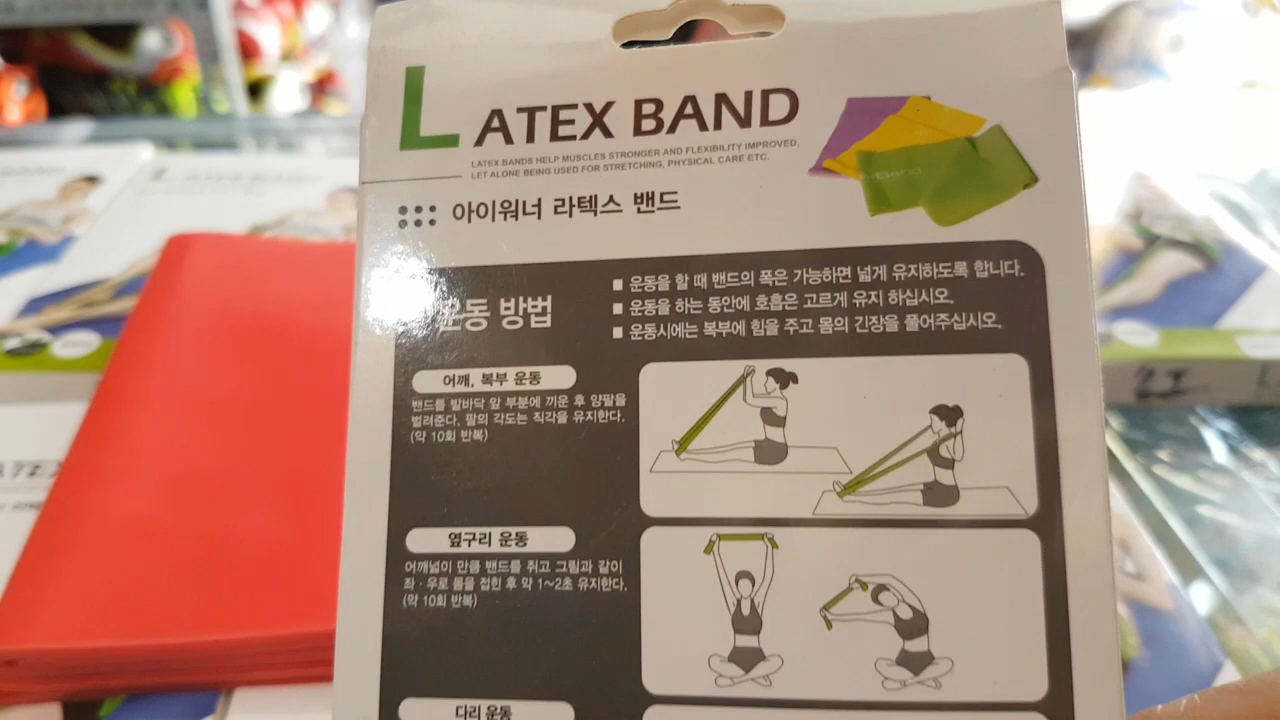 LATEX BAND
LATEX BANDS HELP MUSCLES STRONGER AND FLEXIBILITY IMPROVED,
LET ALONE BEING USED FOR STRETCHING, PHYSICAL CARE ETC.
아이워너 라텍스 밴드
운동 방법
■ 운동을 할 때 밴드의 폭은 가능하면 넓게 유지하도록 합니다.
■ 운동을 하는 동안에 호흡은 고르게 유지 하십시오.
■ 운동시에는 복부에 힘을 주고 몸의 긴장을 풀어주십시오.
어깨, 복부 운동
밴드를 발바닥 앞 부분에 끼운 후 양팔을
벌려준다. 팔의 각도는 직각을 유지한다.
(약 10회 반복)
옆구리 운동
어깨넓이 만큼 밴드를 쥐고 그림과 같이
좌·우로 몸을 접힌 후 약 1~2초 유지한다.
(약 10회 반복)
다리 운동